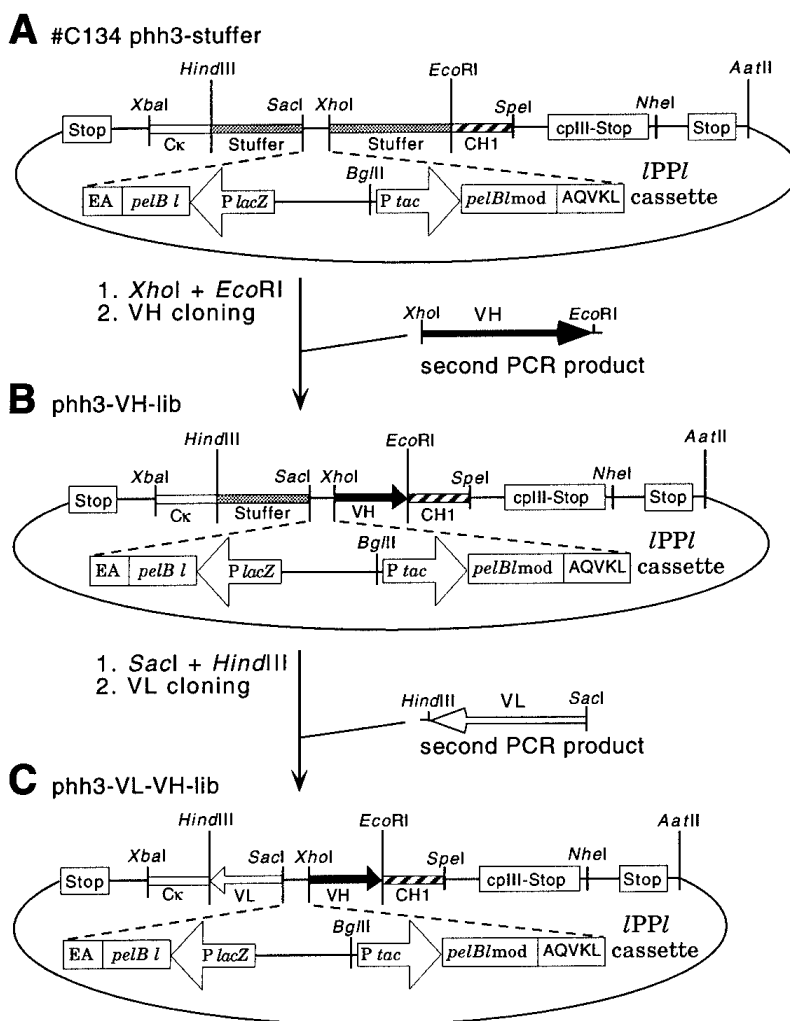 A #C134 phh3-stuffer
HindIII EcoRI AatII
XbaI SacI XhoI SpeI NheI
Stop Cκ Stuffer Stuffer CH1 cpIII-Stop Stop
BglII lPPl
EA pelB l P lacZ P tac pelBlmod AQVKL cassette
1. XhoI + EcoRI
2. VH cloning
XhoI VH EcoRI
second PCR product
B phh3-VH-lib
HindIII EcoRI AatII
XbaI SacI XhoI SpeI NheI
Stop Cκ Stuffer VH CH1 cpIII-Stop Stop
BglII lPPl
EA pelB l P lacZ P tac pelBlmod AQVKL cassette
1. SacI + HindIII
2. VL cloning
HindIII VL SacI
second PCR product
C phh3-VL-VH-lib
HindIII EcoRI AatII
XbaI SacI XhoI SpeI NheI
Stop Cκ VL VH CH1 cpIII-Stop Stop
BglII lPPl
EA pelB l P lacZ P tac pelBlmod AQVKL cassette